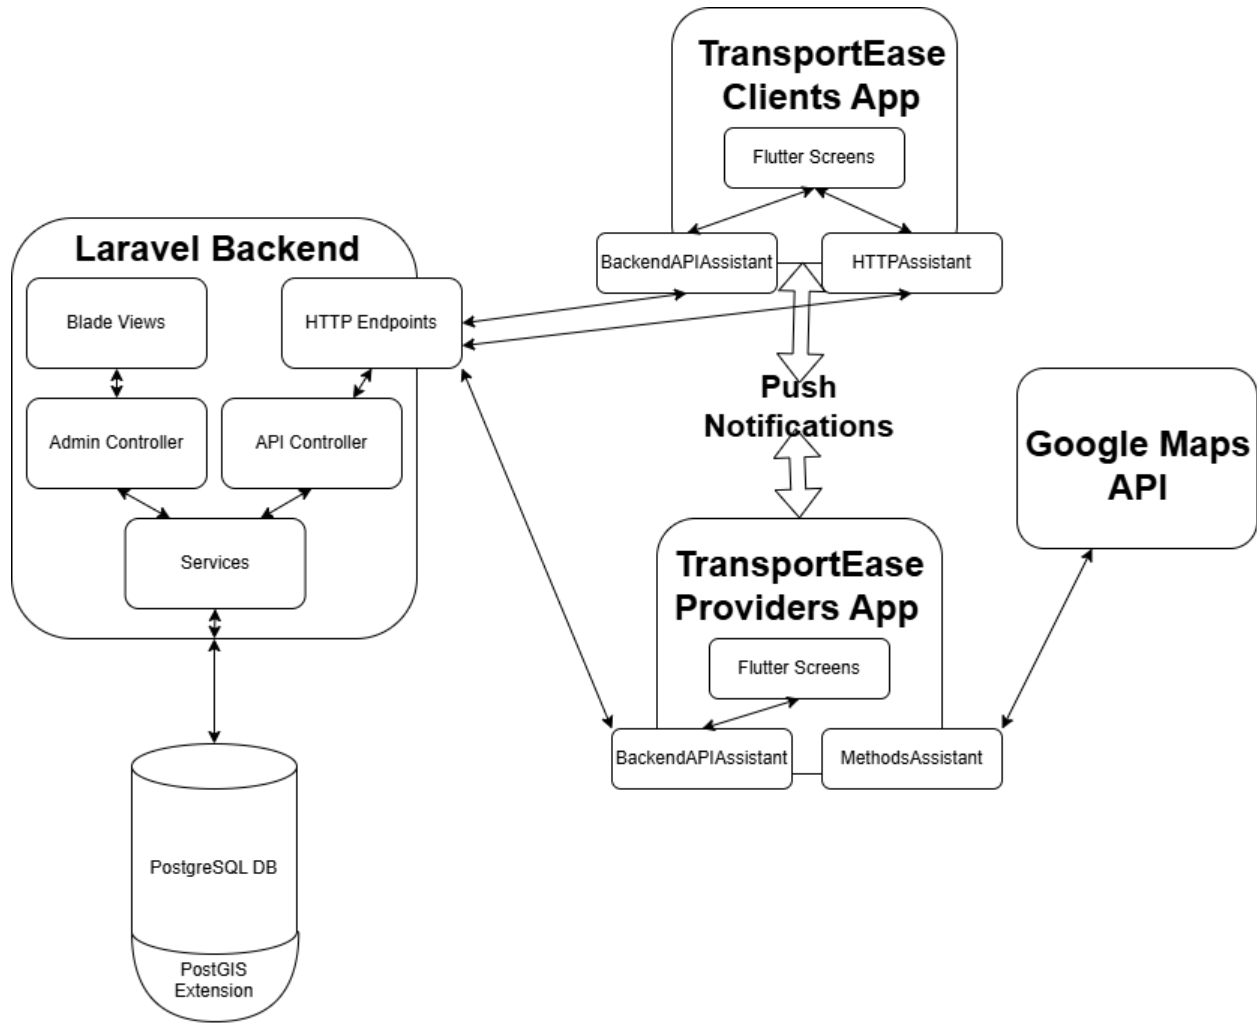 TransportEase
Clients App
Flutter Screens
BackendAPIAssistant
HTTPAssistant
Laravel Backend
Blade Views
HTTP Endpoints
Admin Controller
API Controller
Services
Push
Notifications
Google Maps
API
TransportEase
Providers App
Flutter Screens
BackendAPIAssistant
MethodsAssistant
PostgreSQL DB
PostGIS
Extension